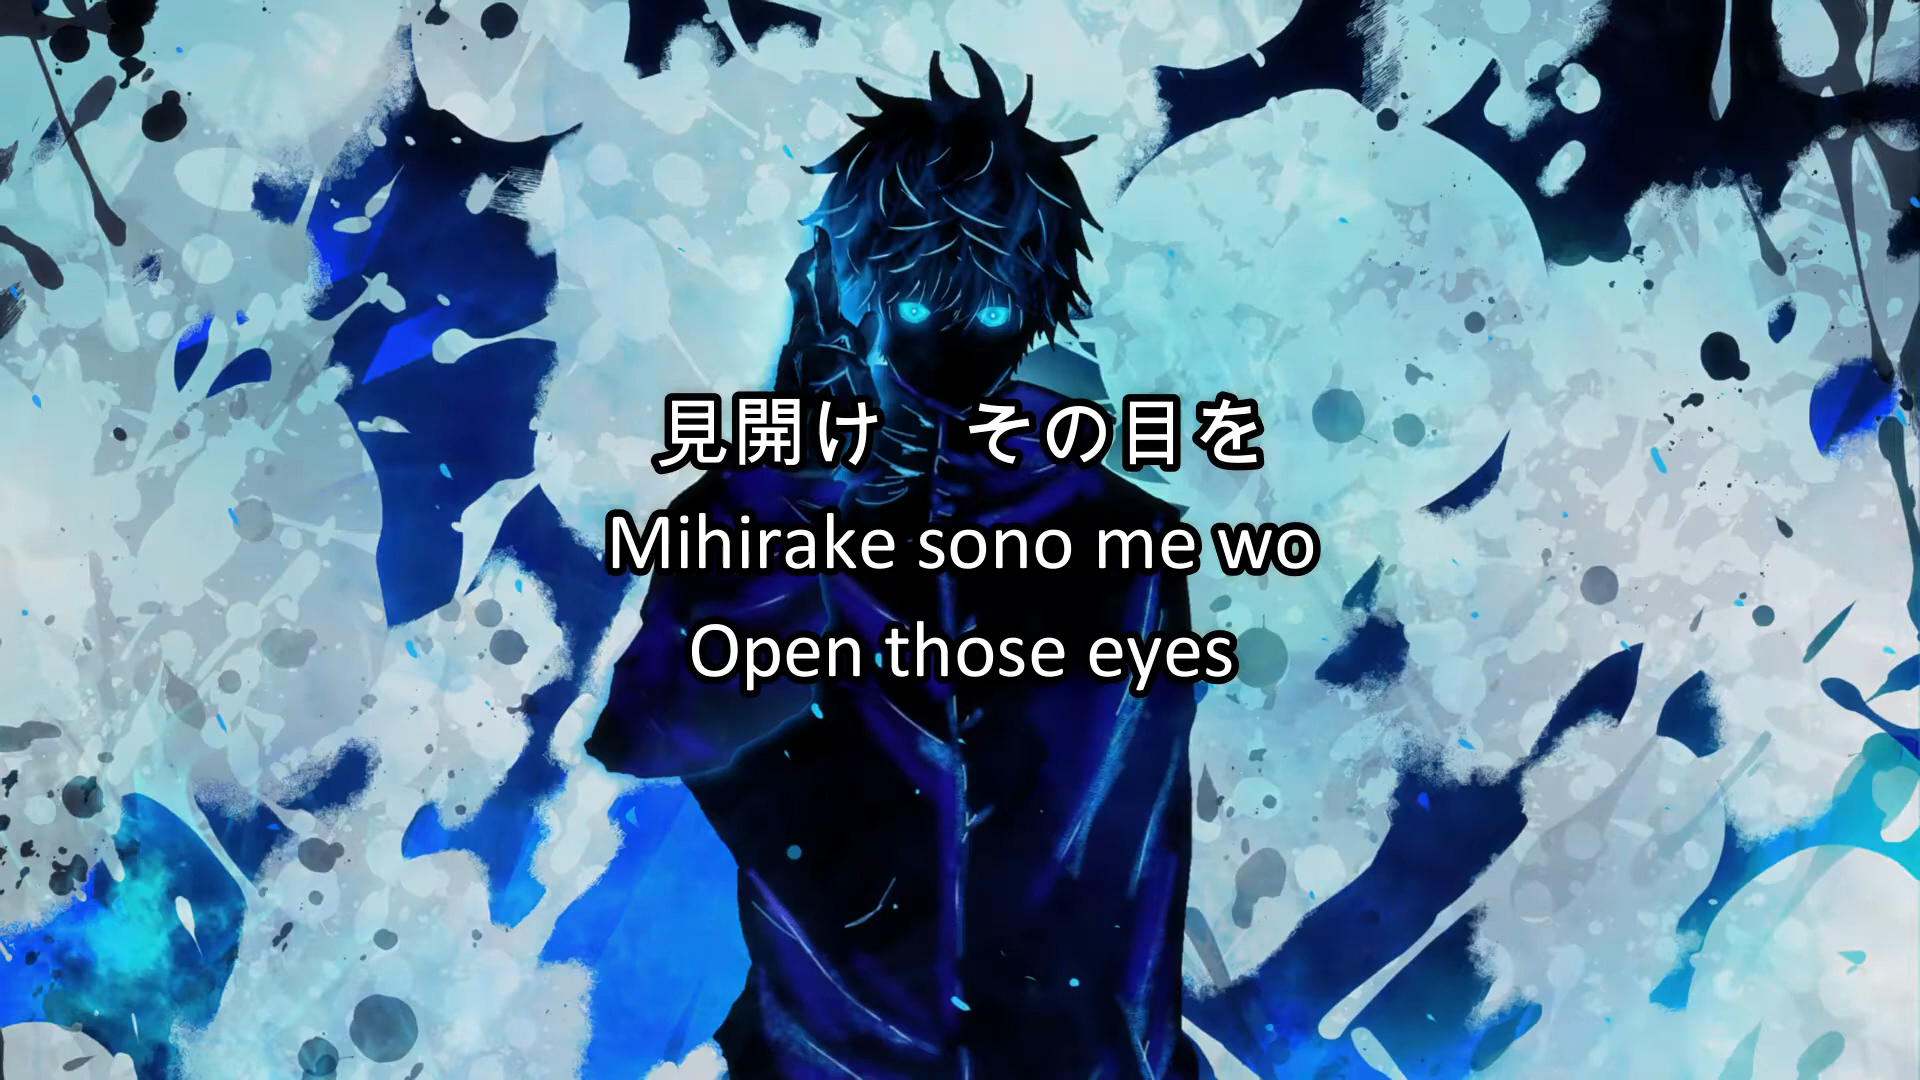 見開け　その目を
Mihirake sono me wo
Open those eyes